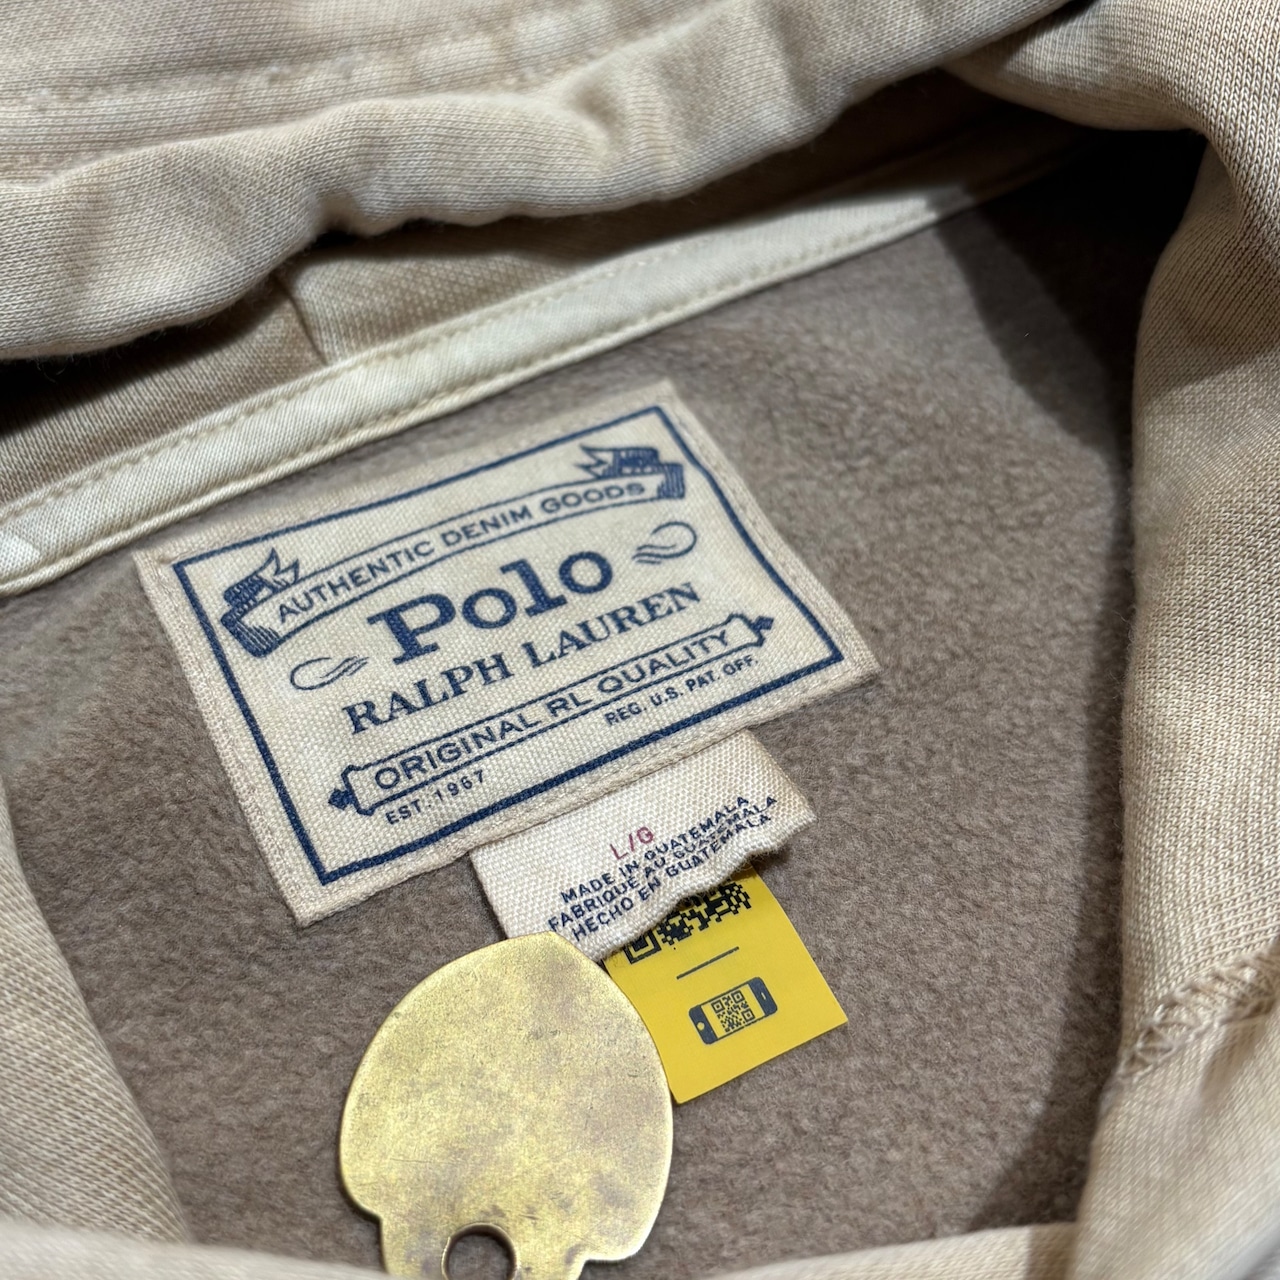 AUTHENTIC DENIM GOODS
Polo
RALPH LAUREN
ORIGINAL RL QUALITY
EST. 1967 REG. U.S. PAT. OFF.
L/G
MADE IN GUATEMALA
FABRIQUÉ AU GUATEMALA
HECHO EN GUATEMALA